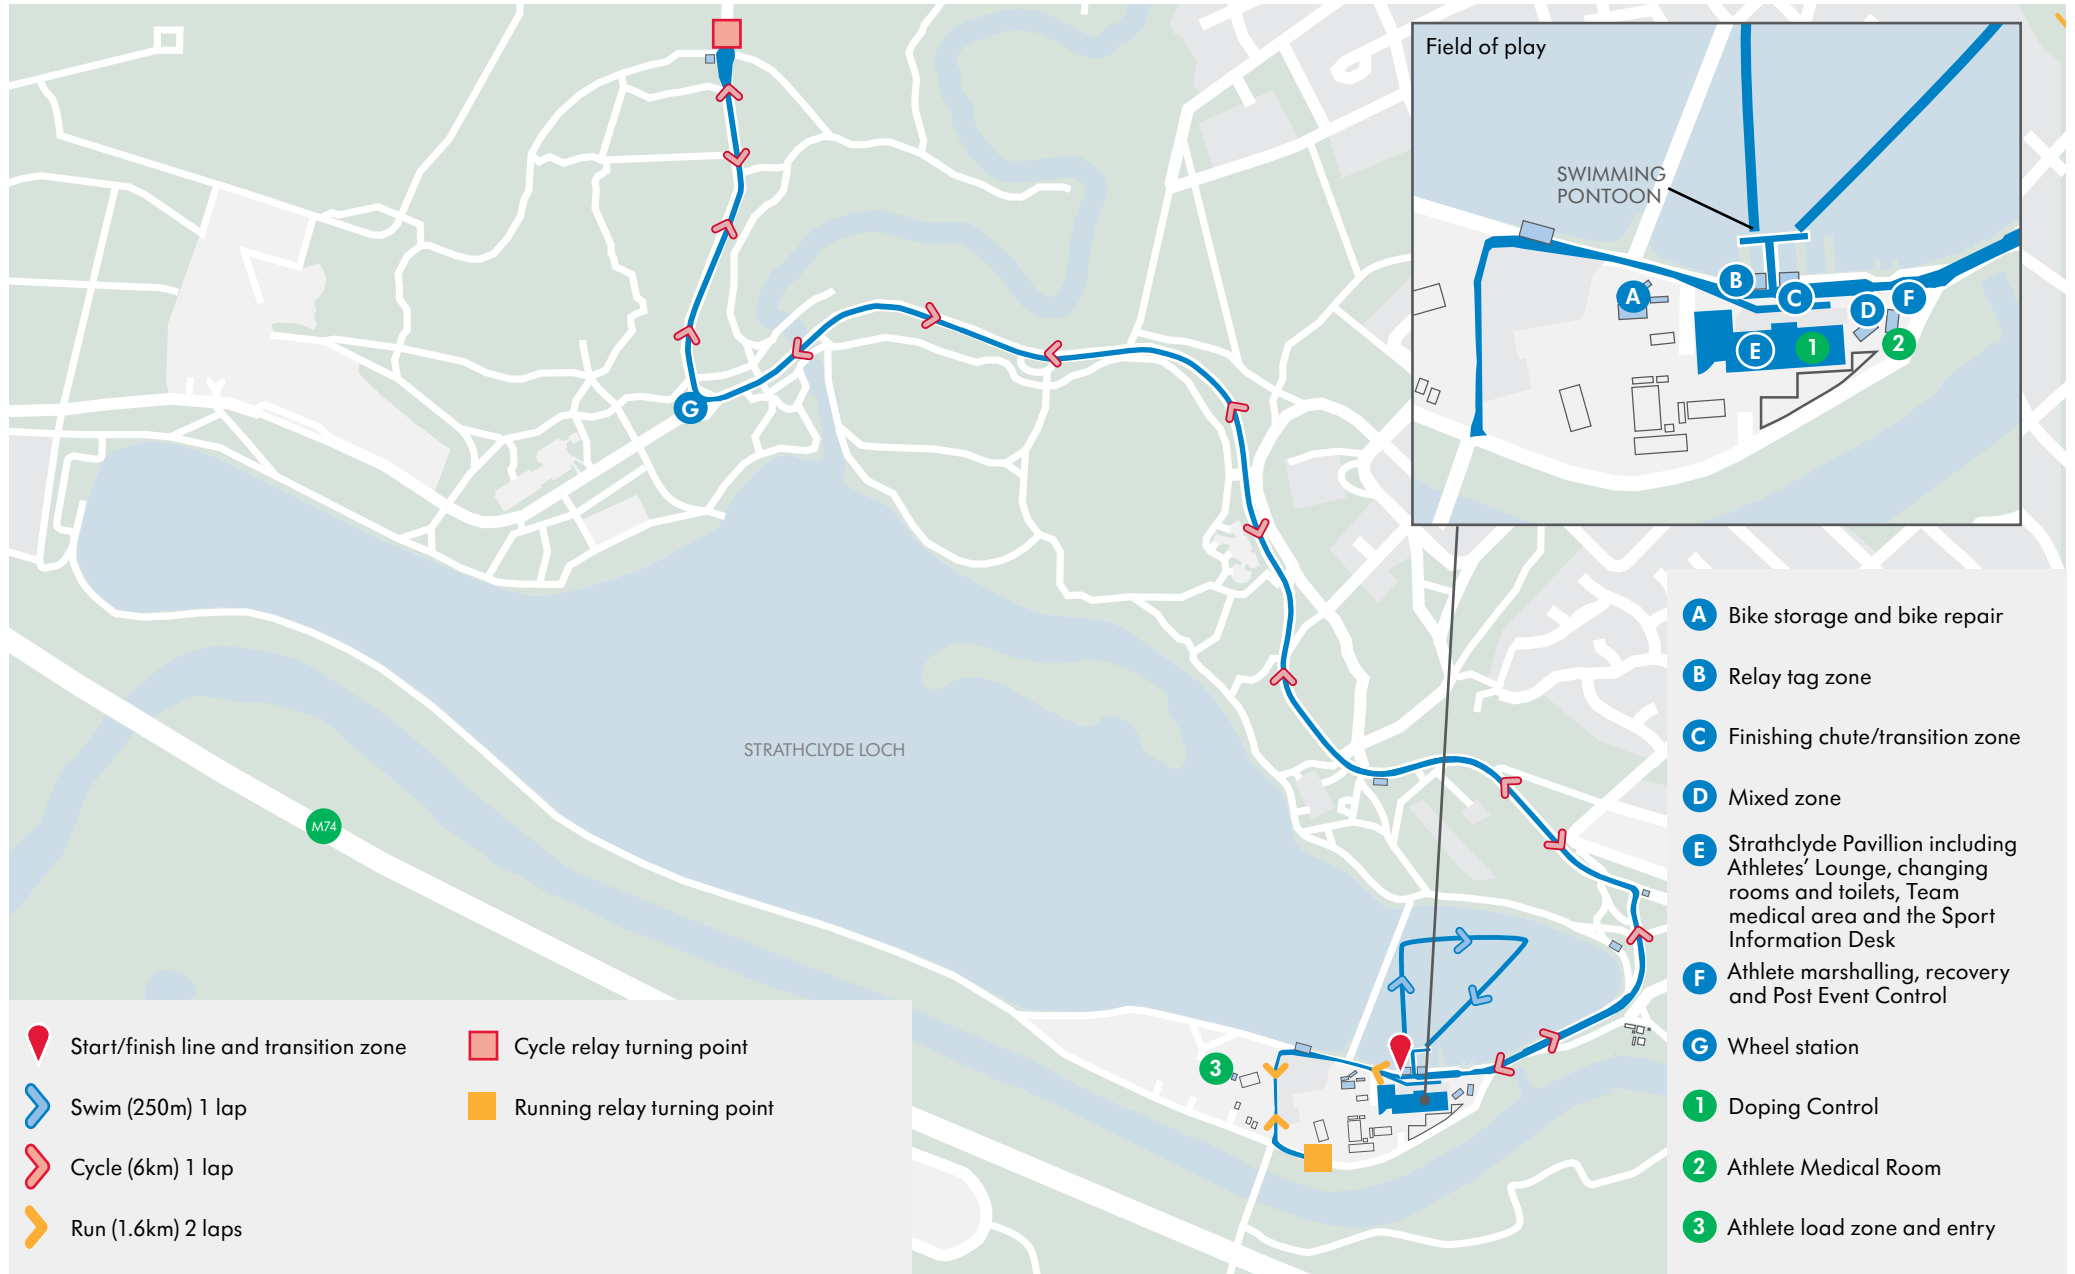 Field of play
SWIMMING
PONTOON
A
B
C
D
F
E
1
2
G
STRATHCLYDE LOCH
M74
3
A Bike storage and bike repair
B Relay tag zone
C Finishing chute/transition zone
D Mixed zone
E Strathclyde Pavillion including
Athletes’ Lounge, changing
rooms and toilets, Team
medical area and the Sport
Information Desk
F Athlete marshalling, recovery
and Post Event Control
G Wheel station
1 Doping Control
2 Athlete Medical Room
3 Athlete load zone and entry
Start/finish line and transition zone
Swim (250m) 1 lap
Cycle (6km) 1 lap
Run (1.6km) 2 laps
Cycle relay turning point
Running relay turning point